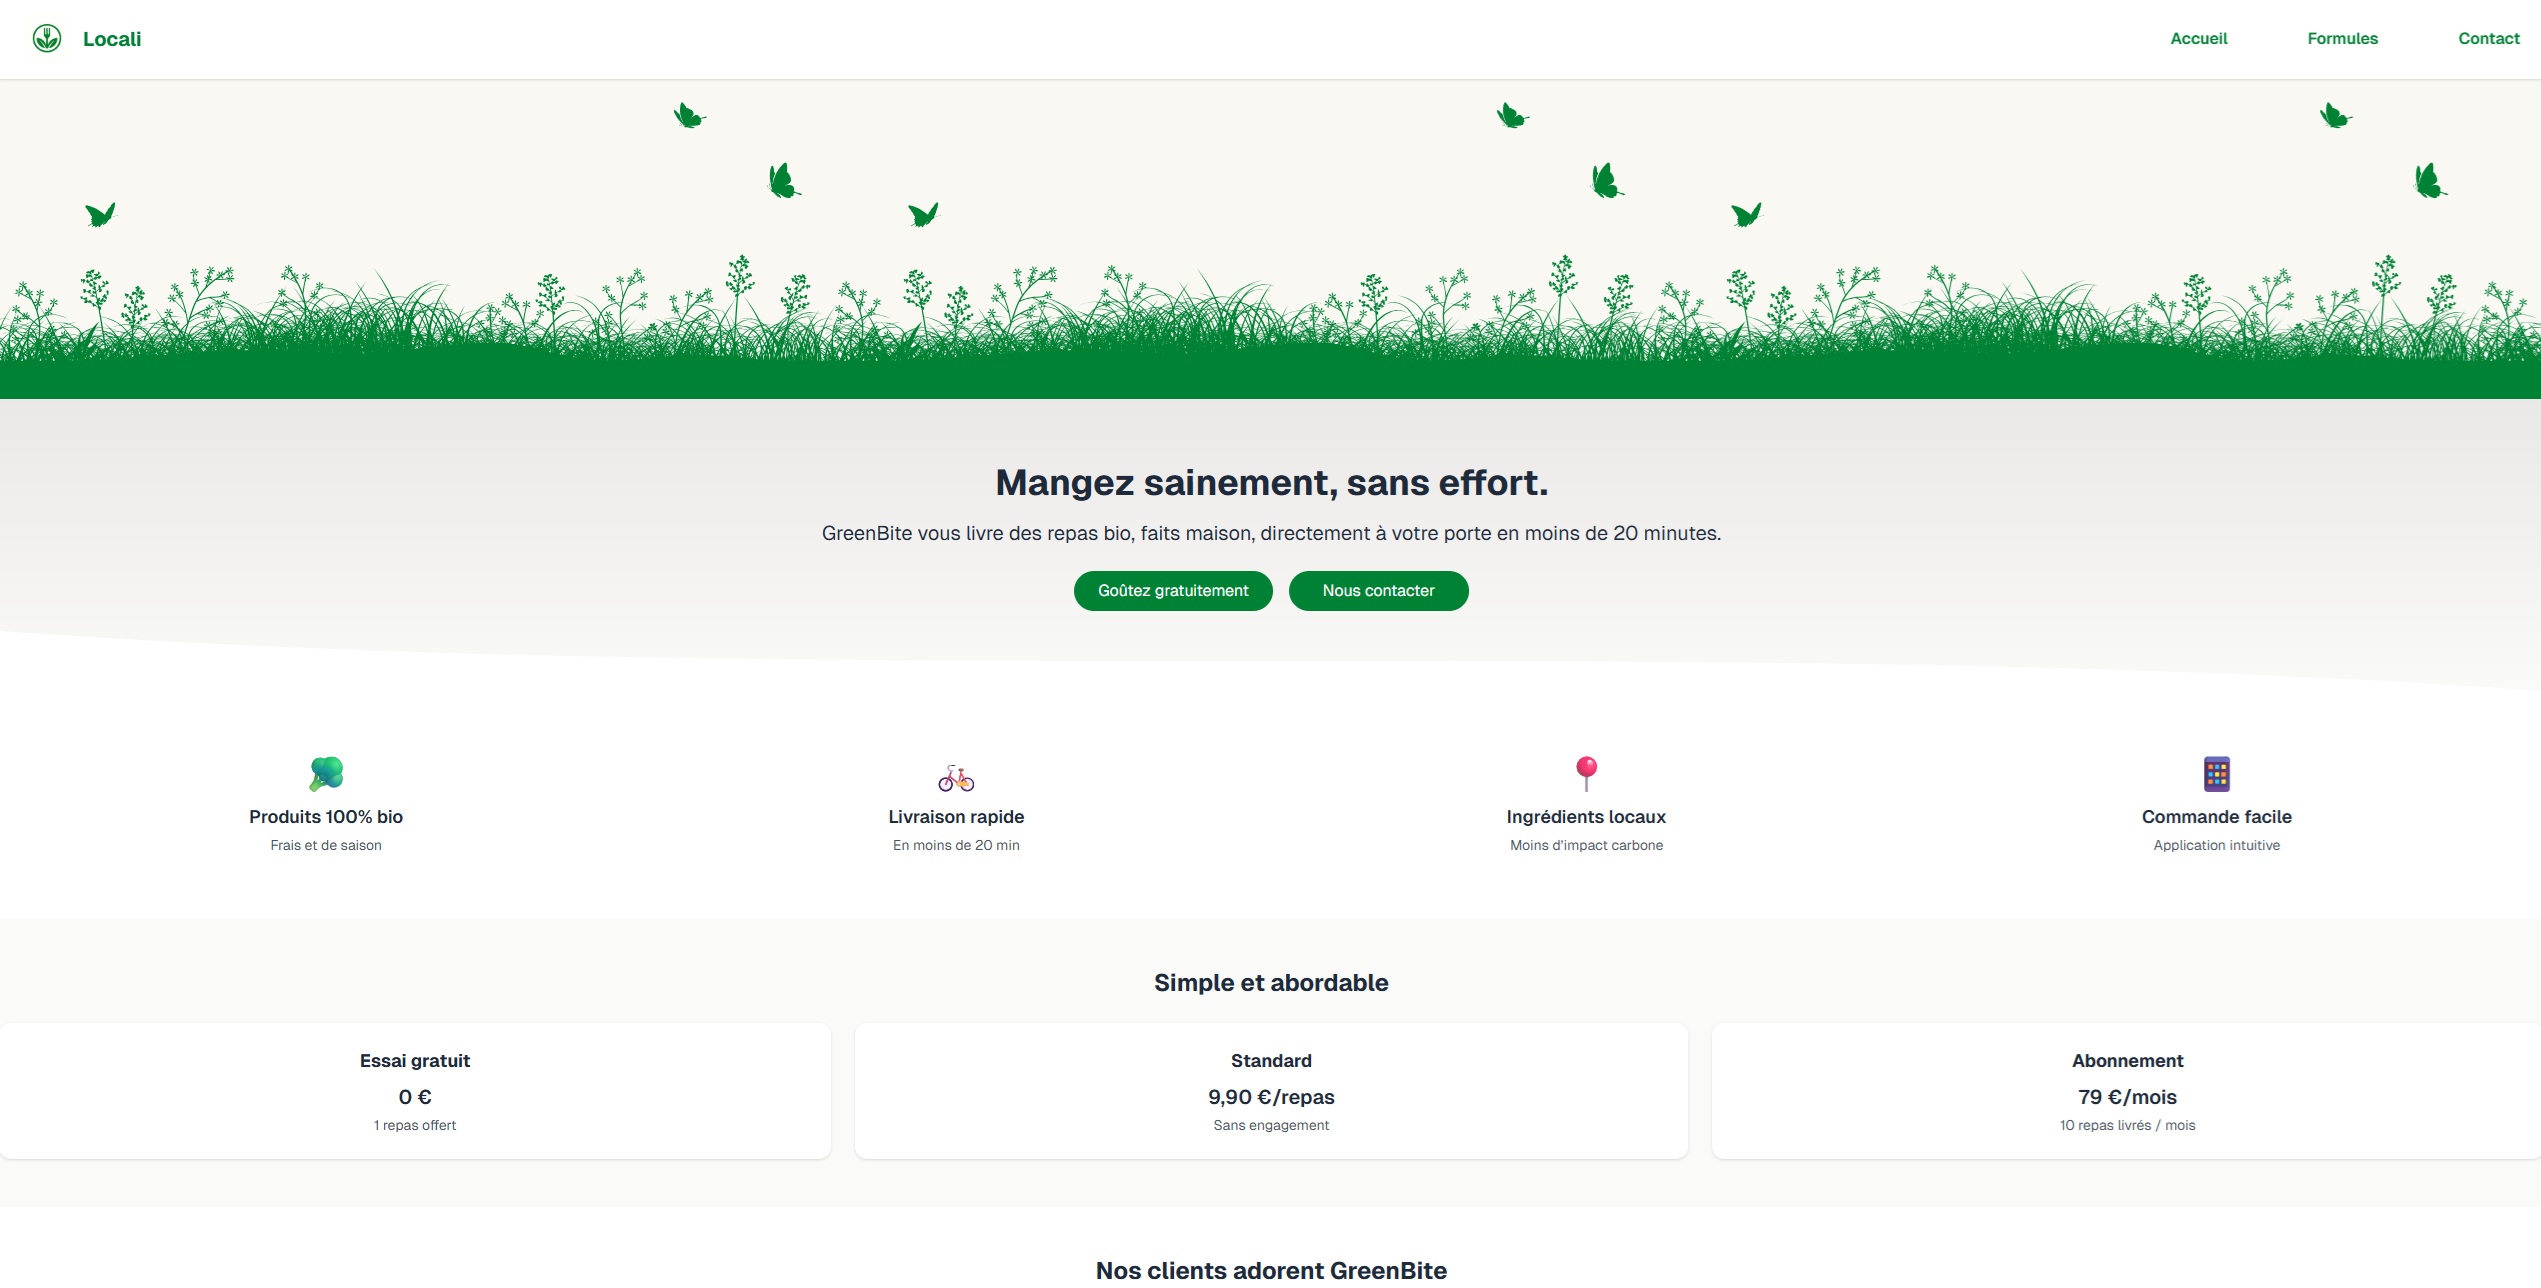 Locali
Accueil
Formules
Contact
Mangez sainement, sans effort.
GreenBite vous livre des repas bio, faits maison, directement à votre porte en moins de 20 minutes.
Goûtez gratuitement
Nous contacter
Produits 100% bio
Frais et de saison
Livraison rapide
En moins de 20 min
Ingrédients locaux
Moins d'impact carbone
Commande facile
Application intuitive
Simple et abordable
Essai gratuit
0 €
1 repas offert
Standard
9,90 €/repas
Sans engagement
Abonnement
79 €/mois
10 repas livrés / mois
Nos clients adorent GreenBite